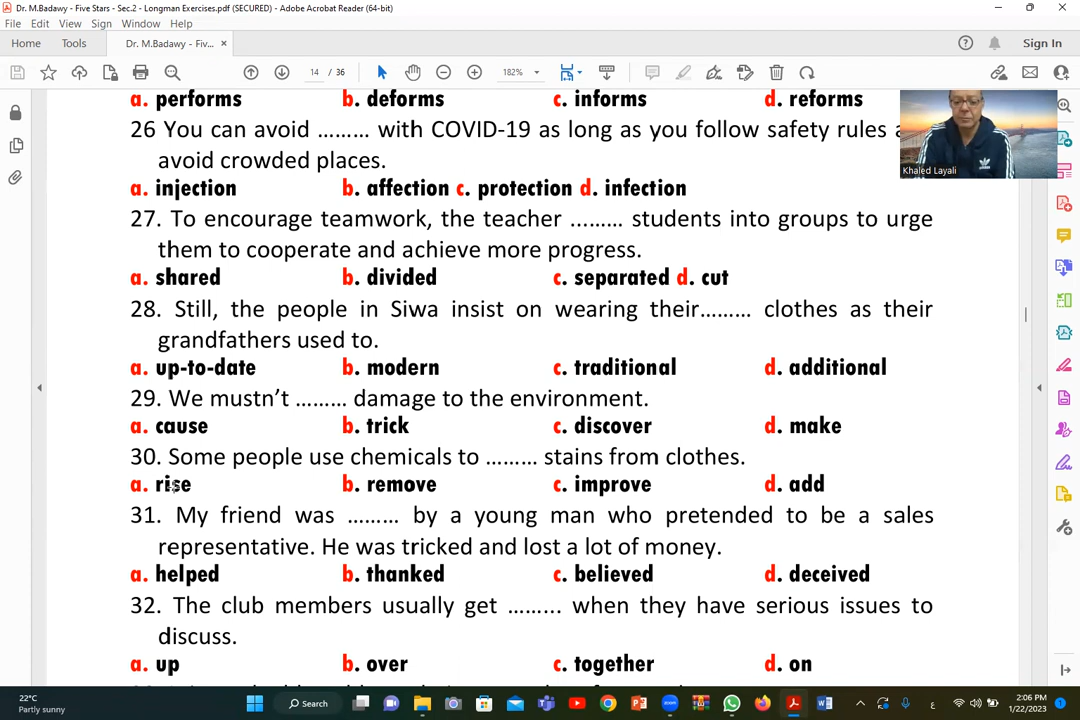 Dr. M.Badawy - Five Stars - Sec.2 - Longman Exercises.pdf (SECURED) - Adobe Acrobat Reader (64-bit)
File Edit View Sign Window Help
Home Tools Dr. M.Badawy - Fiv... × Sign In
14 / 36 182%
a. performs b. deforms c. informs d. reforms
26 You can avoid ……… with COVID-19 as long as you follow safety rules
avoid crowded places.
a. injection b. affection c. protection d. infection
27. To encourage teamwork, the teacher ……… students into groups to urge
them to cooperate and achieve more progress.
a. shared b. divided c. separated d. cut
28. Still, the people in Siwa insist on wearing their……… clothes as their
grandfathers used to.
a. up-to-date b. modern c. traditional d. additional
29. We mustn't ……… damage to the environment.
a. cause b. trick c. discover d. make
30. Some people use chemicals to ……… stains from clothes.
a. rise b. remove c. improve d. add
31. My friend was ……… by a young man who pretended to be a sales
representative. He was tricked and lost a lot of money.
a. helped b. thanked c. believed d. deceived
32. The club members usually get ……… when they have serious issues to
discuss.
a. up b. over c. together d. on
Khaled Layali
22°C
Partly sunny
Search
ع
2:06 PM
1/22/2023